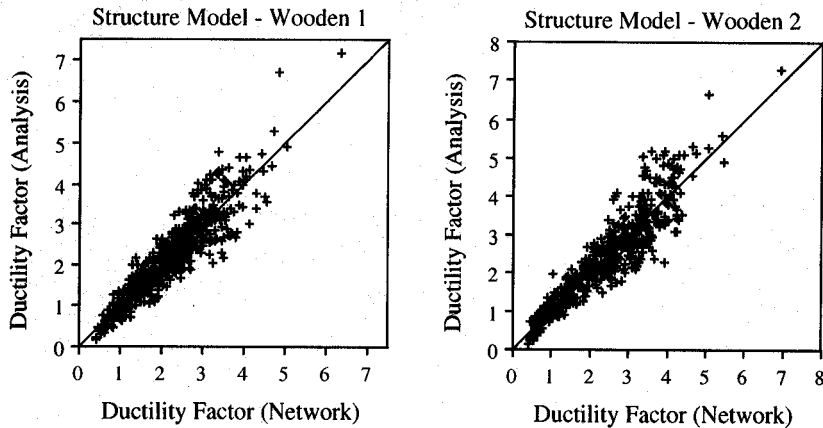 Structure Model - Wooden 1
Ductility Factor (Analysis)
7
6
5
4
3
2
1
0
0 1 2 3 4 5 6 7
Ductility Factor (Network)
Structure Model - Wooden 2
Ductility Factor (Analysis)
8
7
6
5
4
3
2
1
0
0 1 2 3 4 5 6 7 8
Ductility Factor (Network)